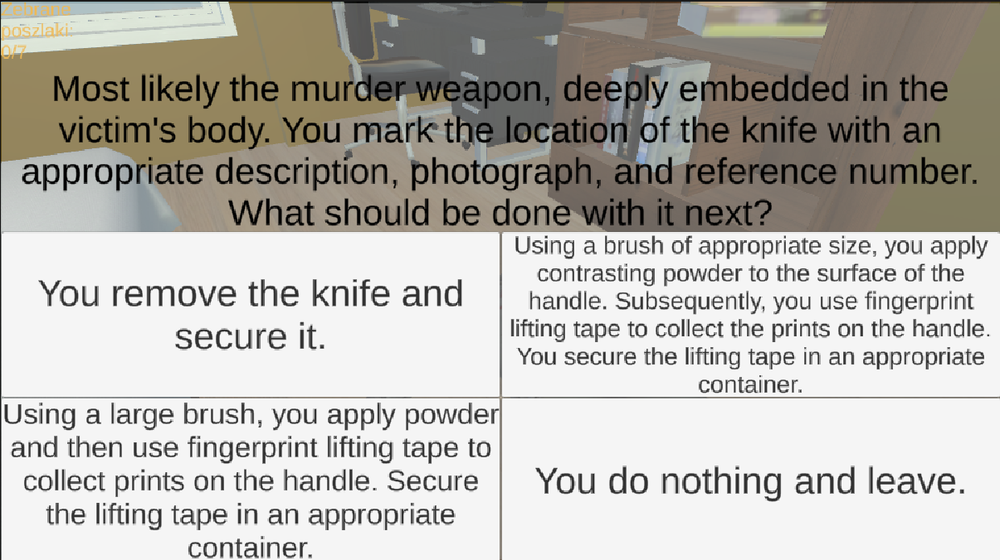 Zebrane
poszlaki:
0/7
Most likely the murder weapon, deeply embedded in the
victim's body. You mark the location of the knife with an
appropriate description, photograph, and reference number.
What should be done with it next?
You remove the knife and
secure it.
Using a brush of appropriate size, you apply
contrasting powder to the surface of the
handle. Subsequently, you use fingerprint
lifting tape to collect the prints on the handle.
You secure the lifting tape in an appropriate
container.
Using a large brush, you apply powder
and then use fingerprint lifting tape to
collect prints on the handle. Secure
the lifting tape in an appropriate
container.
You do nothing and leave.